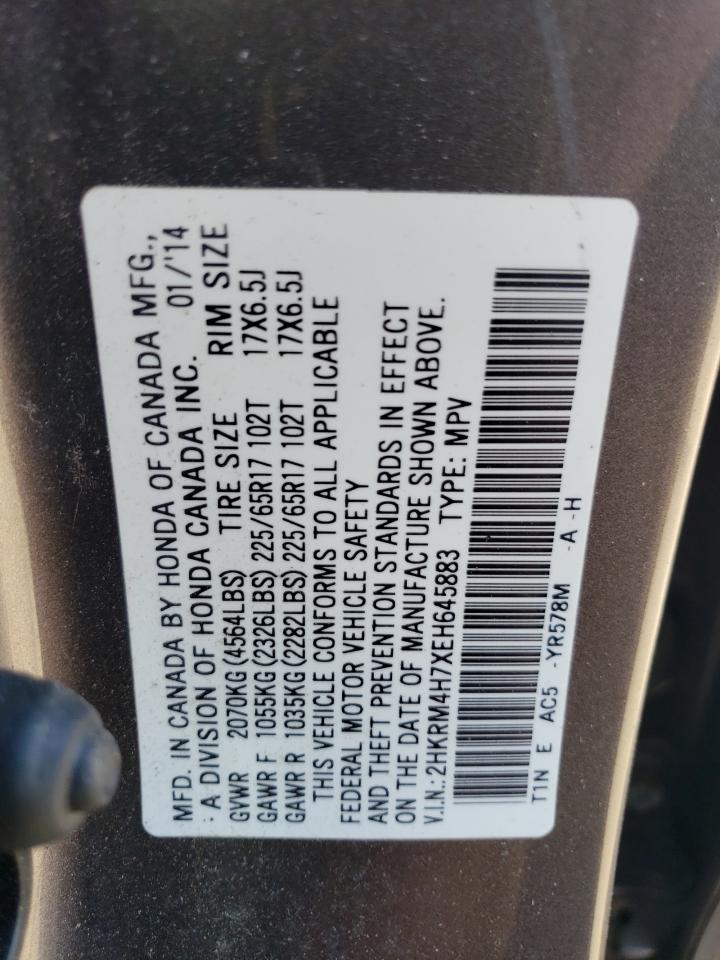 MFD. IN CANADA BY HONDA OF CANADA MFG.,
: A DIVISION OF HONDA CANADA INC. 01/'14
GVWR 2070KG(4564LBS) TIRE SIZE RIM SIZE
GAWR F 1055KG(2326LBS) 225/65R17 102T 17X6.5J
GAWR R 1035KG(2282LBS) 225/65R17 102T 17X6.5J
THIS VEHICLE CONFORMS TO ALL APPLICABLE
FEDERAL MOTOR VEHICLE SAFETY
AND THEFT PREVENTION STANDARDS IN EFFECT
ON THE DATE OF MANUFACTURE SHOWN ABOVE.
V.I.N.: 2HKRM4H7XEH645883 TYPE: MPV
T1N E AC5 -YR578M -A -H